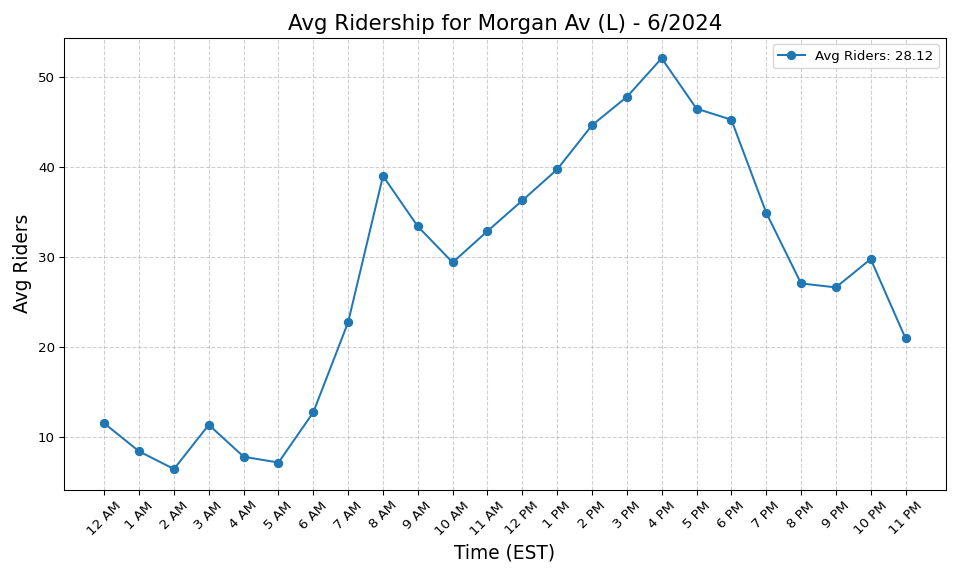 Avg Ridership for Morgan Av (L) - 6/2024
Avg Riders: 28.12
Avg Riders
50
40
30
20
10
12 AM
1 AM
2 AM
3 AM
4 AM
5 AM
6 AM
7 AM
8 AM
9 AM
10 AM
11 AM
12 PM
1 PM
2 PM
3 PM
4 PM
5 PM
6 PM
7 PM
8 PM
9 PM
10 PM
11 PM
Time (EST)